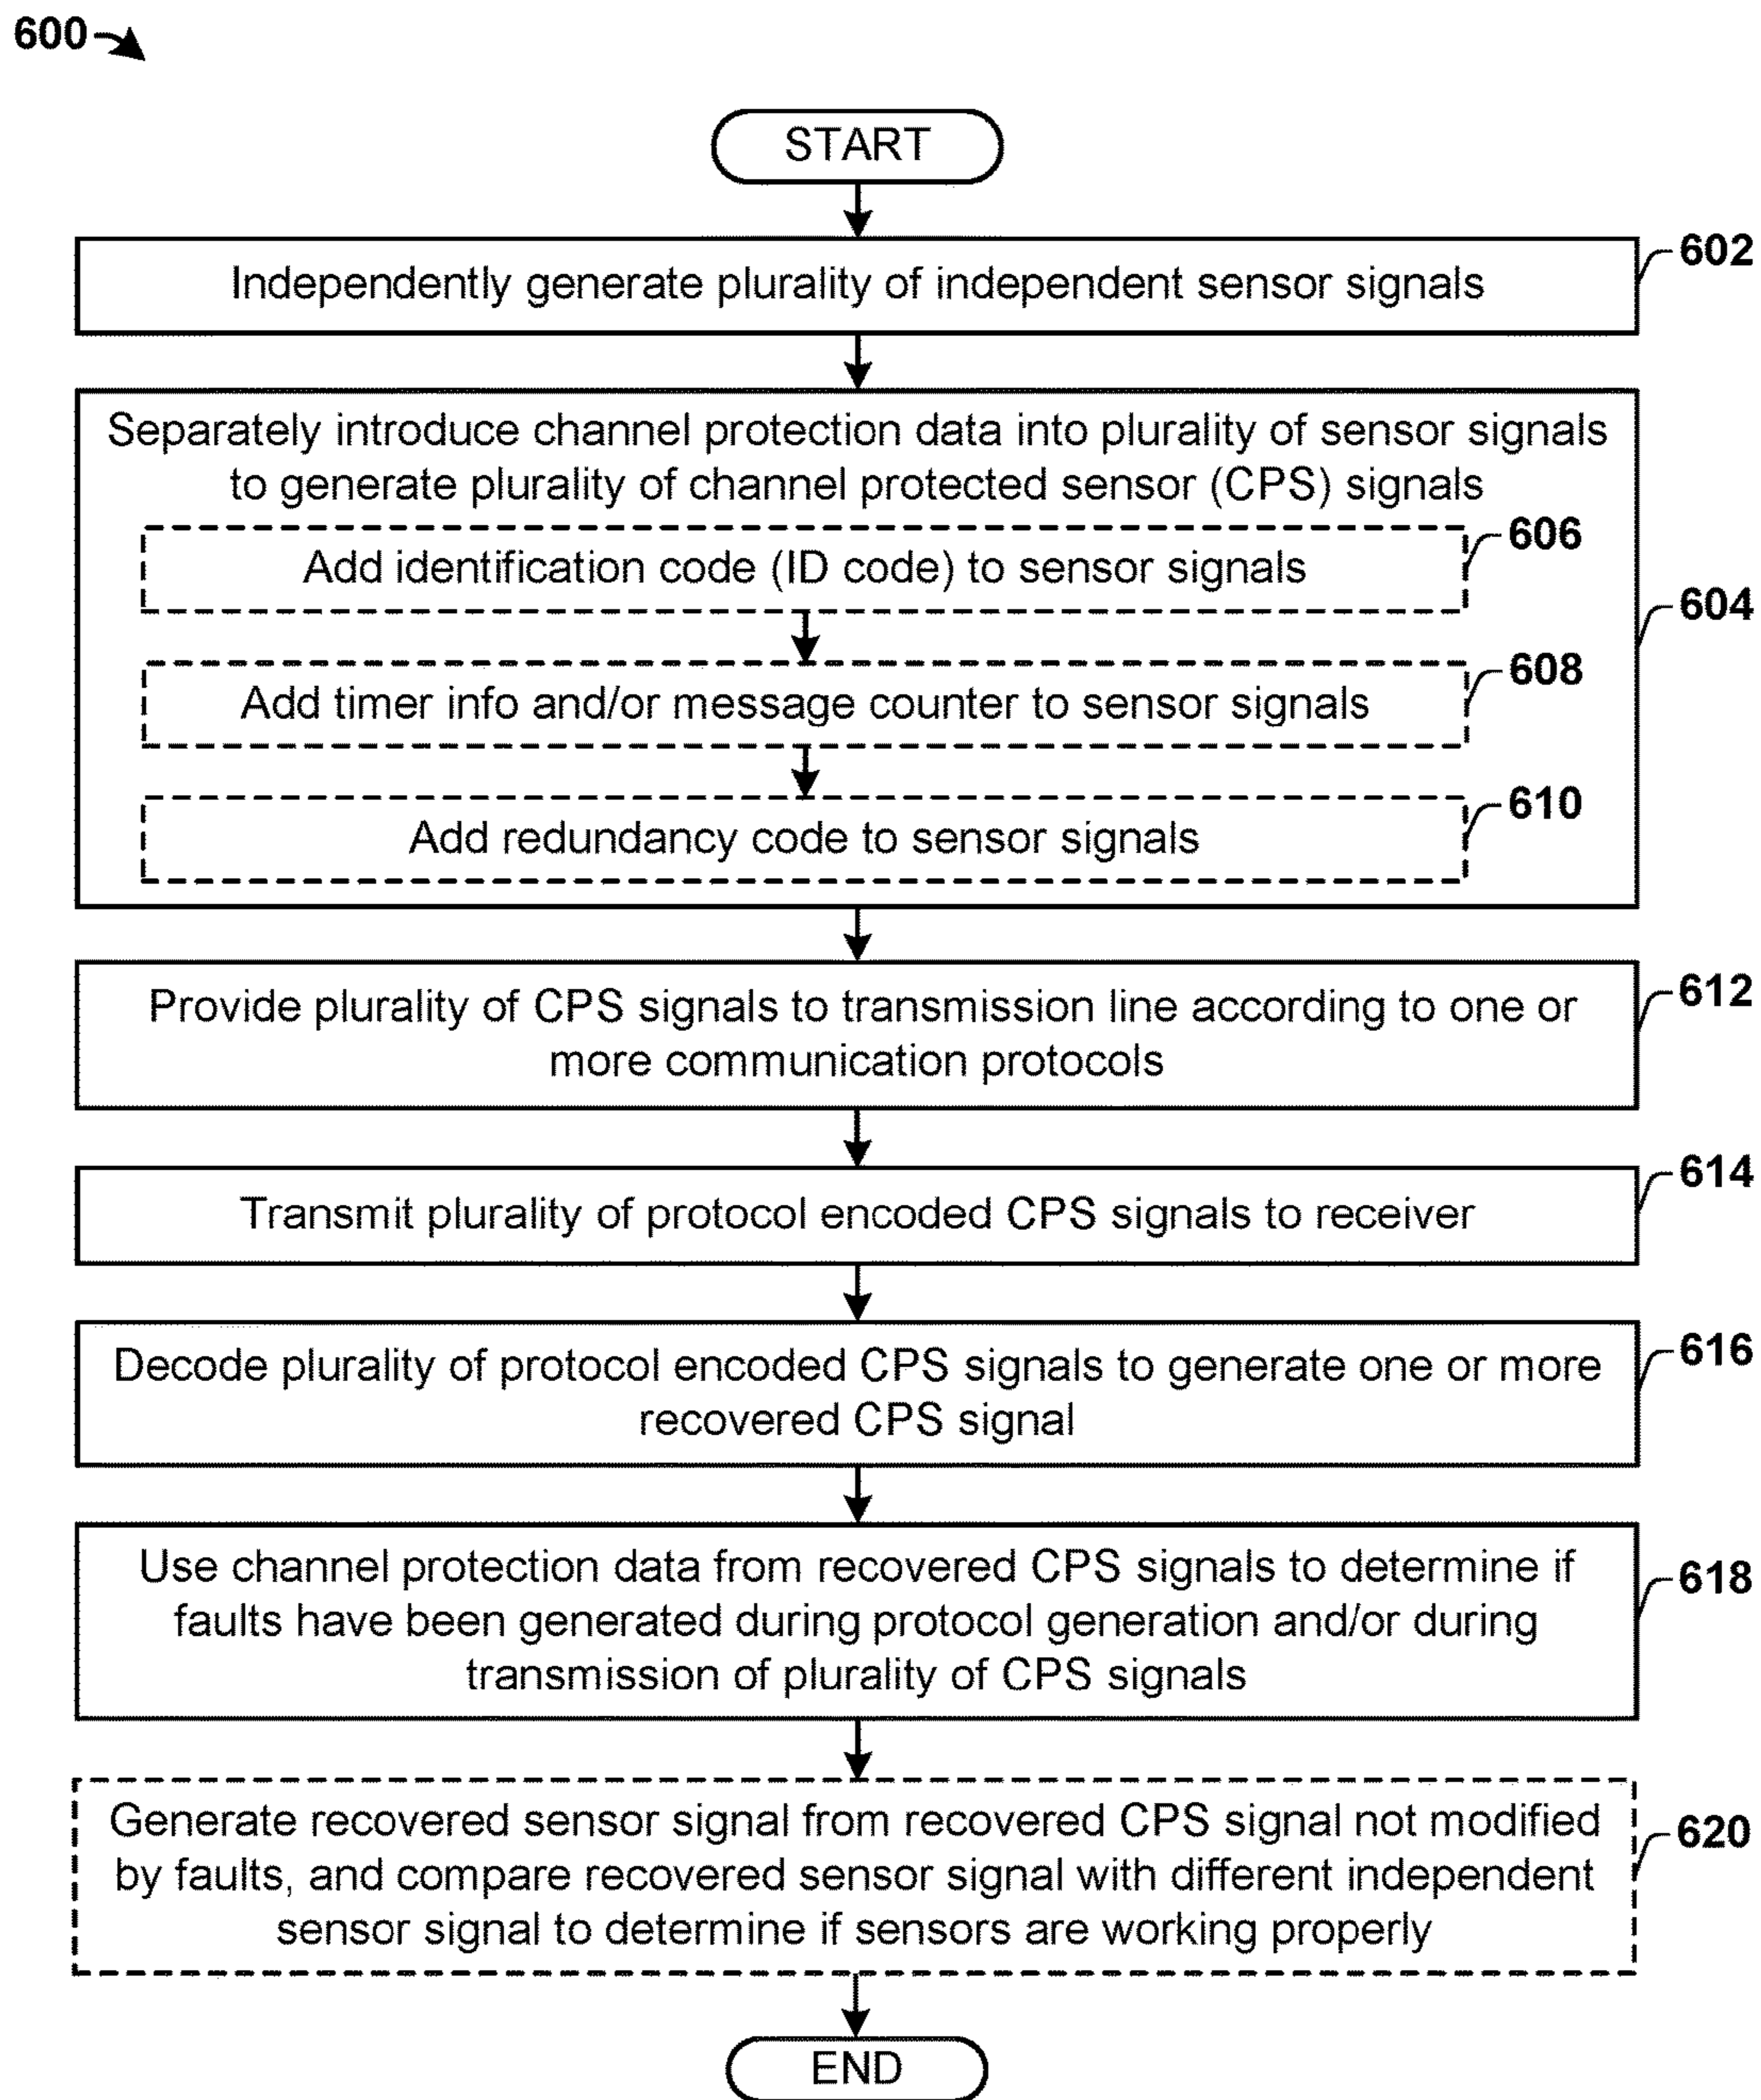 600
START
Independently generate plurality of independent sensor signals
602
Separately introduce channel protection data into plurality of sensor signals
to generate plurality of channel protected sensor (CPS) signals
604
Add identification code (ID code) to sensor signals
606
Add timer info and/or message counter to sensor signals
608
Add redundancy code to sensor signals
610
Provide plurality of CPS signals to transmission line according to one or
more communication protocols
612
Transmit plurality of protocol encoded CPS signals to receiver
614
Decode plurality of protocol encoded CPS signals to generate one or more
recovered CPS signal
616
Use channel protection data from recovered CPS signals to determine if
faults have been generated during protocol generation and/or during
transmission of plurality of CPS signals
618
Generate recovered sensor signal from recovered CPS signal not modified
by faults, and compare recovered sensor signal with different independent
sensor signal to determine if sensors are working properly
620
END